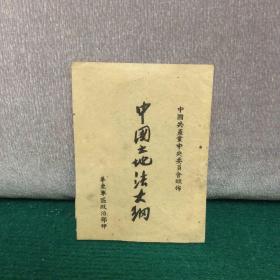 中國共產黨中央委員會頒佈
中國土地法大綱
華東軍區政治部印